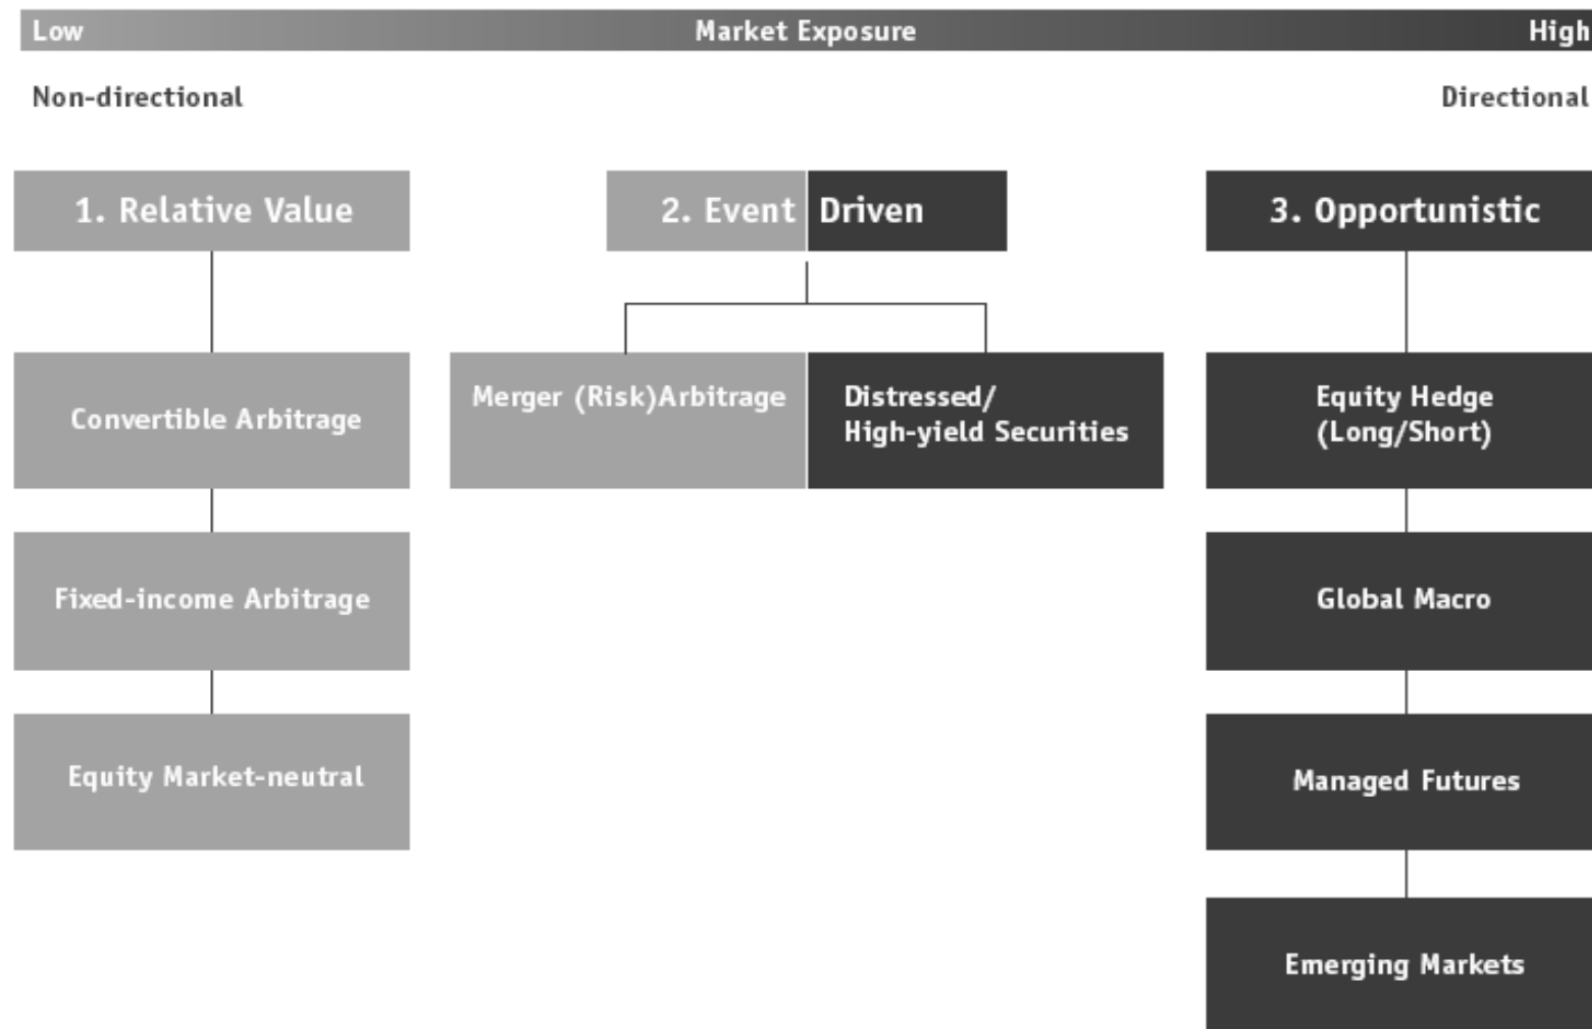 Low Market Exposure High
Non-directional Directional
1. Relative Value
2. Event Driven
3. Opportunistic
Convertible Arbitrage
Merger (Risk)Arbitrage
Distressed/
High-yield Securities
Equity Hedge
(Long/Short)
Fixed-income Arbitrage
Global Macro
Equity Market-neutral
Managed Futures
Emerging Markets